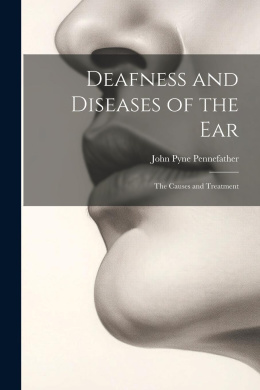 Deafness and
Diseases of the
Ear
John Pyne Pennefather
The Causes and Treatment